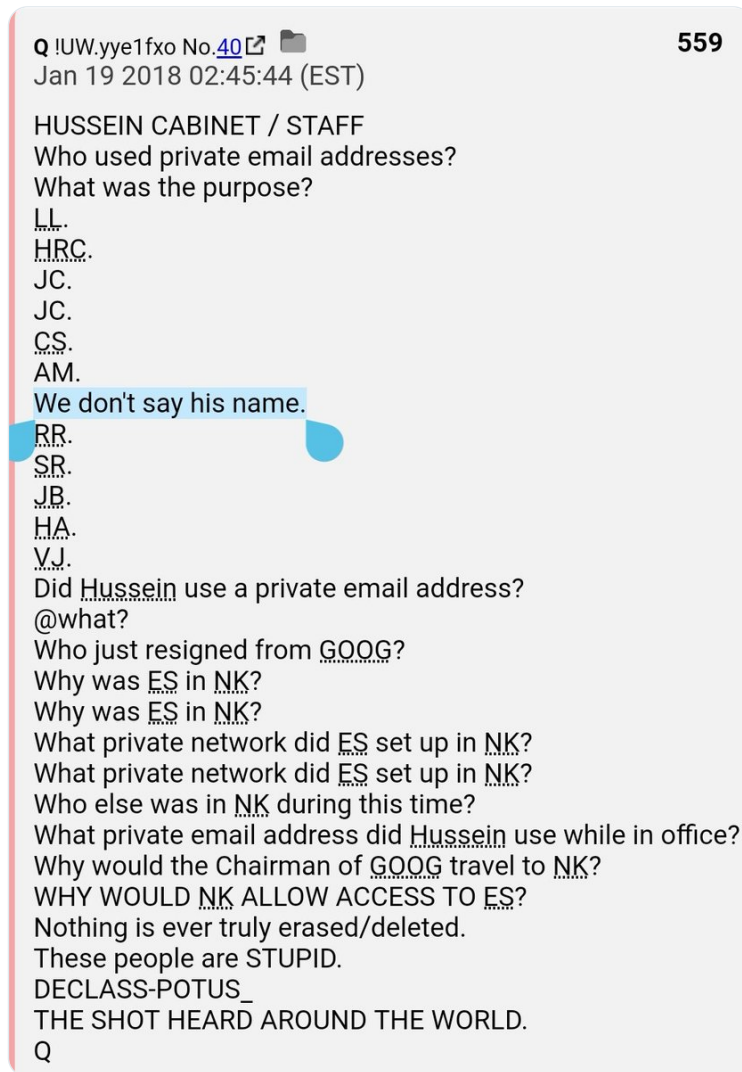 Q !UW.yye1fxo No.40
559
Jan 19 2018 02:45:44 (EST)
HUSSEIN CABINET / STAFF
Who used private email addresses?
What was the purpose?
LL.
HRC.
JC.
JC.
CS.
AM.
We don't say his name.
RR.
SR.
JB.
HA.
VJ.
Did Hussein use a private email address?
@what?
Who just resigned from GOOG?
Why was ES in NK?
Why was ES in NK?
What private network did ES set up in NK?
What private network did ES set up in NK?
Who else was in NK during this time?
What private email address did Hussein use while in office?
Why would the Chairman of GOOG travel to NK?
WHY WOULD NK ALLOW ACCESS TO ES?
Nothing is ever truly erased/deleted.
These people are STUPID.
DECLASS-POTUS_
THE SHOT HEARD AROUND THE WORLD.
Q